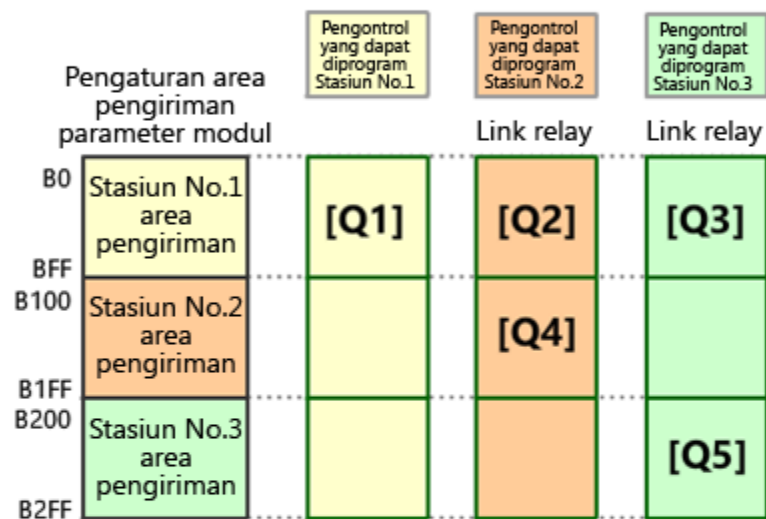 Pengontrol
yang dapat
diprogram
Stasiun No.1
Pengontrol
yang dapat
diprogram
Stasiun No.2
Pengontrol
yang dapat
diprogram
Stasiun No.3
Pengaturan area
pengiriman
parameter modul
Link relay
Link relay
B0
Stasiun No.1
area
pengiriman
BFF
[Q1]
[Q2]
[Q3]
B100
Stasiun No.2
area
pengiriman
B1FF
[Q4]
B200
Stasiun No.3
area
pengiriman
B2FF
[Q5]